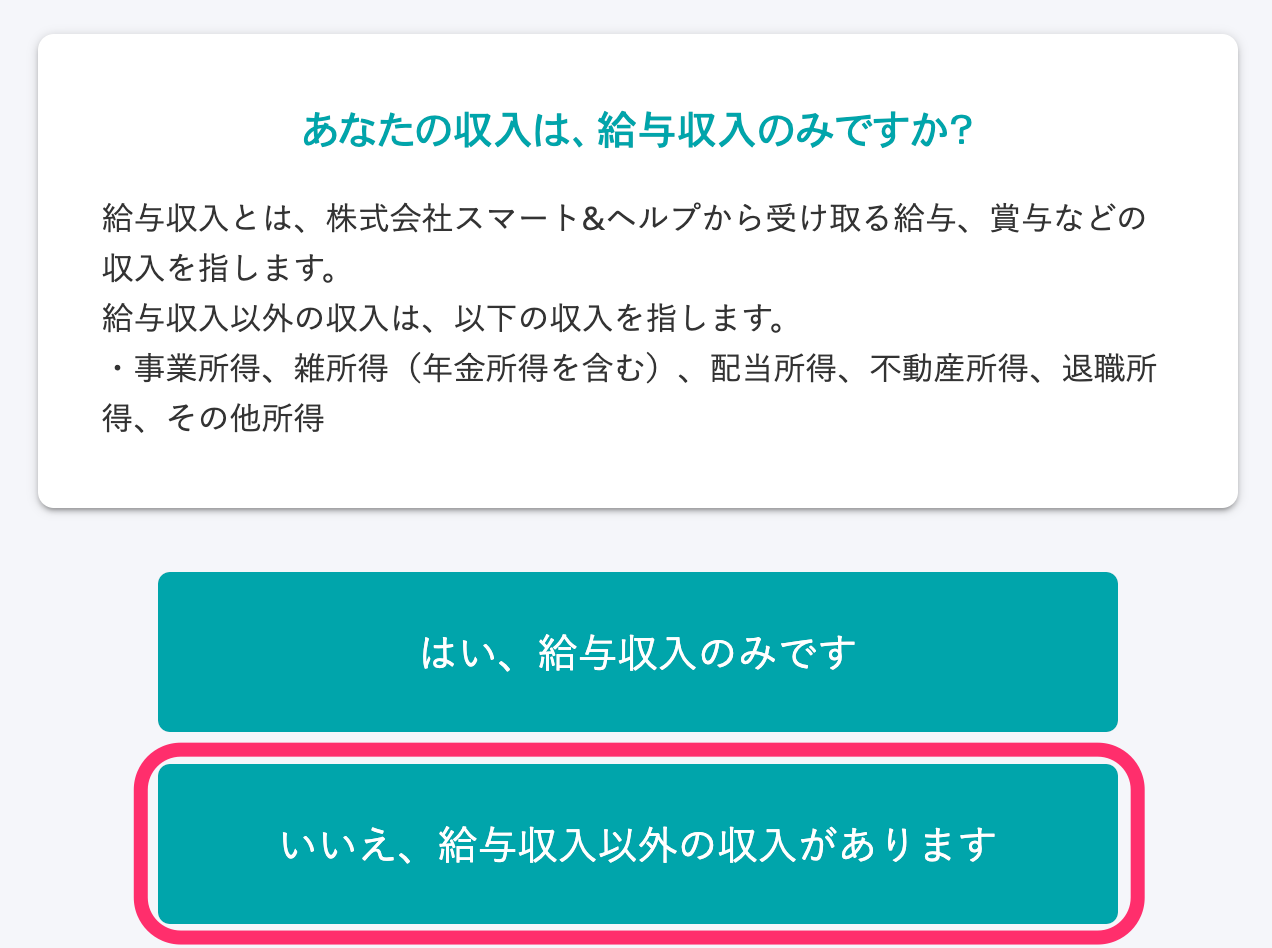 あなたの収入は、給与収入のみですか?
給与収入とは、株式会社スマート&ヘルプから受け取る給与、賞与などの
収入を指します。
給与収入以外の収入は、以下の収入を指します。
・事業所得、雑所得（年金所得を含む）、配当所得、不動産所得、退職所
得、その他所得
はい、給与収入のみです
いいえ、給与収入以外の収入があります